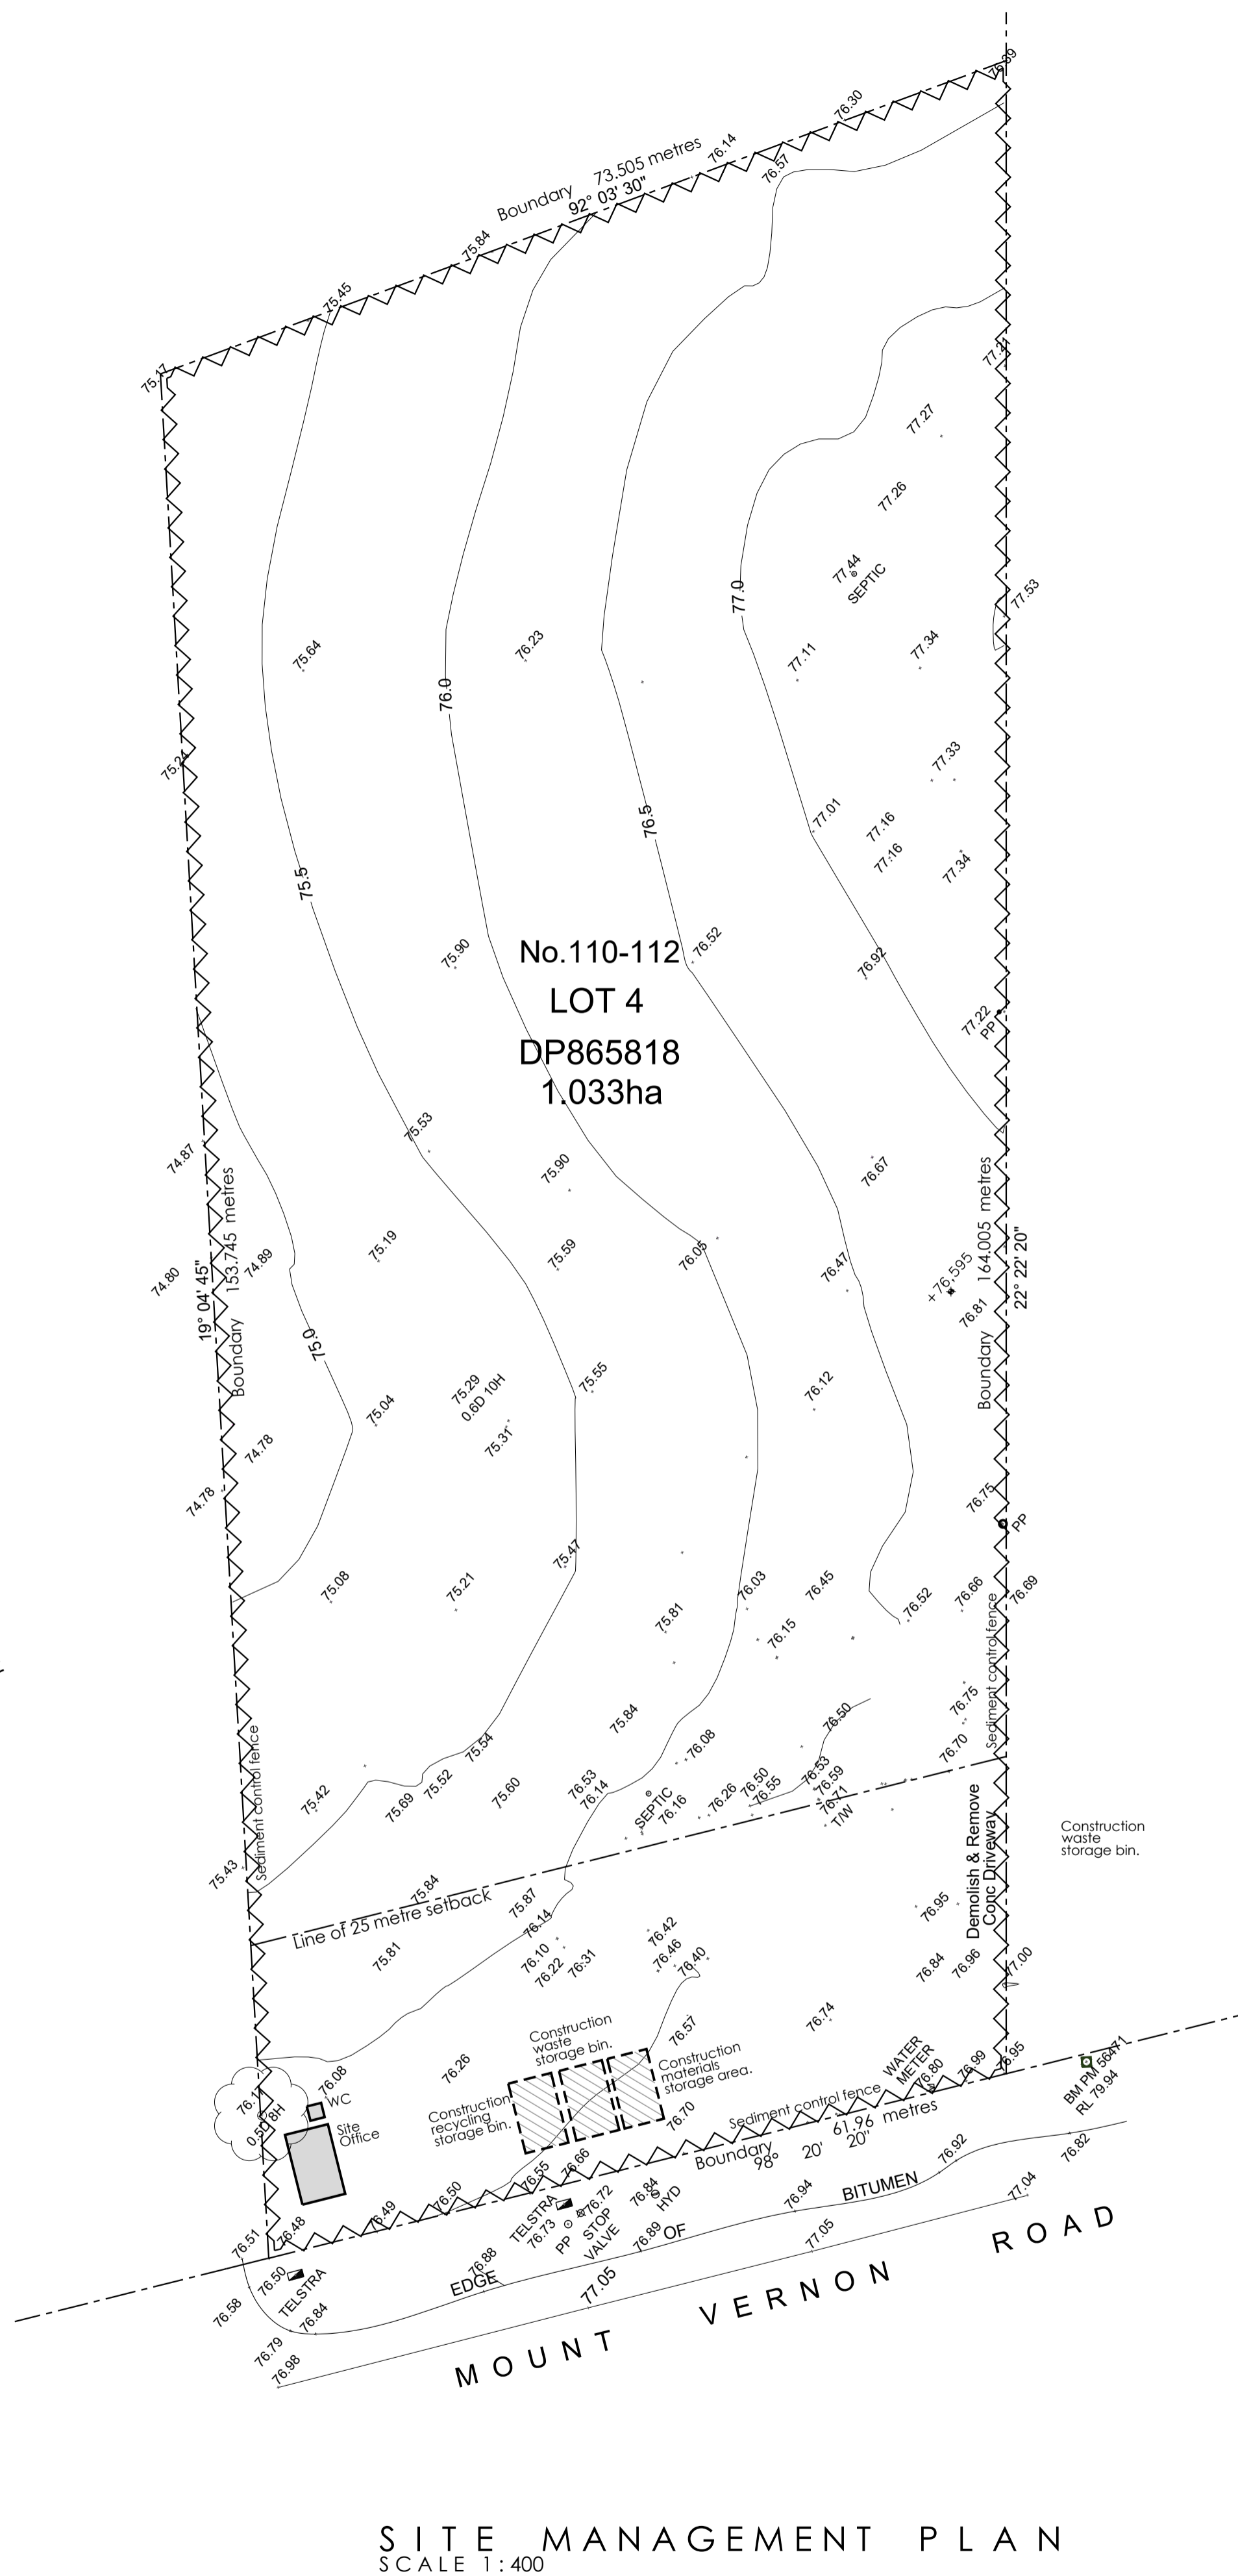 76.39
76.30
76.14
Boundary 73.505 metres
92° 03' 30"
76.57
75.84
75.45
75.17
77.21
77.27
77.26
77.44
SEPTIC
77.53
77.0
75.64
76.23
77.11
77.34
76.0
75.24
77.33
76.5
77.01
77.16
77.16
77.34
75.5
75.90
76.52
76.92
No.110-112
LOT 4
DP865818
1.033ha
77.22
PP
75.53
74.87
75.90
76.67
75.19
74.89
74.80
75.59
76.05
76.47
+76.595
76.81
19° 04' 45"
Boundary 153.745 metres
Boundary 164.005 metres
22° 22' 20"
75.0
75.29
0.6D 10H
75.55
76.12
75.04
75.31
74.78
74.78
76.75
PP
75.47
75.08
75.21
76.03
76.45
75.81
76.15
76.52
76.66
76.69
Sediment control fence
76.75
76.70
75.84
76.50
76.08
75.54
Sediment control fence
75.42
75.69
75.52
75.60
76.53
76.14
SEPTIC
76.16
76.26
76.50
76.55
76.53
76.59
76.71
T/W
Demolish & Remove
Conc Driveway
Construction
waste
storage bin.
75.43
75.84
75.87
76.14
Line of 25 metre setback
75.81
76.10
76.22
76.31
76.42
76.46
76.40
76.95
76.84
76.96
77.00
76.57
76.74
Construction
waste
storage bin.
Construction
materials
storage area.
Construction
recycling
storage bin.
76.26
76.08
WC
Site
Office
0.5D 8H
WATER
METER
76.80
76.99
76.95
BM PM 56471
RL 79.94
Sediment control fence
76.70
Boundary 61.96 metres
98° 20' 20"
76.66
76.55
76.50
76.49
76.48
76.51
76.50
TELSTRA
76.58
76.84
76.79
76.98
76.88
TELSTRA
76.73
PP
76.72
STOP
VALVE
76.84
HYD
76.89
76.94
76.92
76.82
77.04
77.05
77.05
EDGE OF BITUMEN
MOUNT VERNON ROAD
SITE MANAGEMENT PLAN
SCALE 1:400